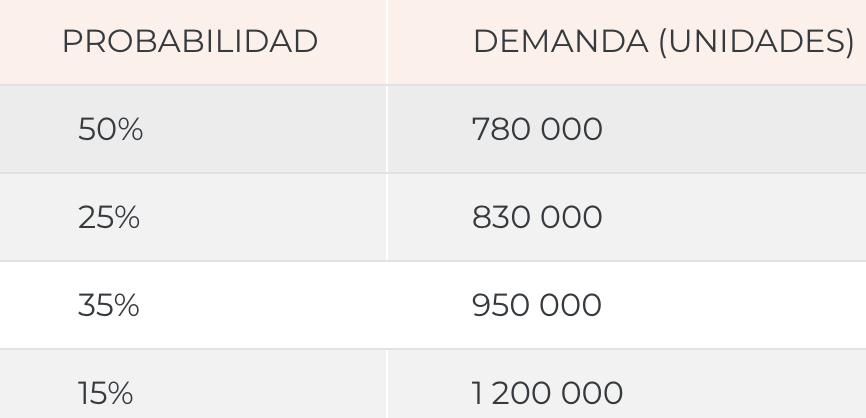 PROBABILIDAD DEMANDA (UNIDADES)
50% 780 000
25% 830 000
35% 950 000
15% 1 200 000